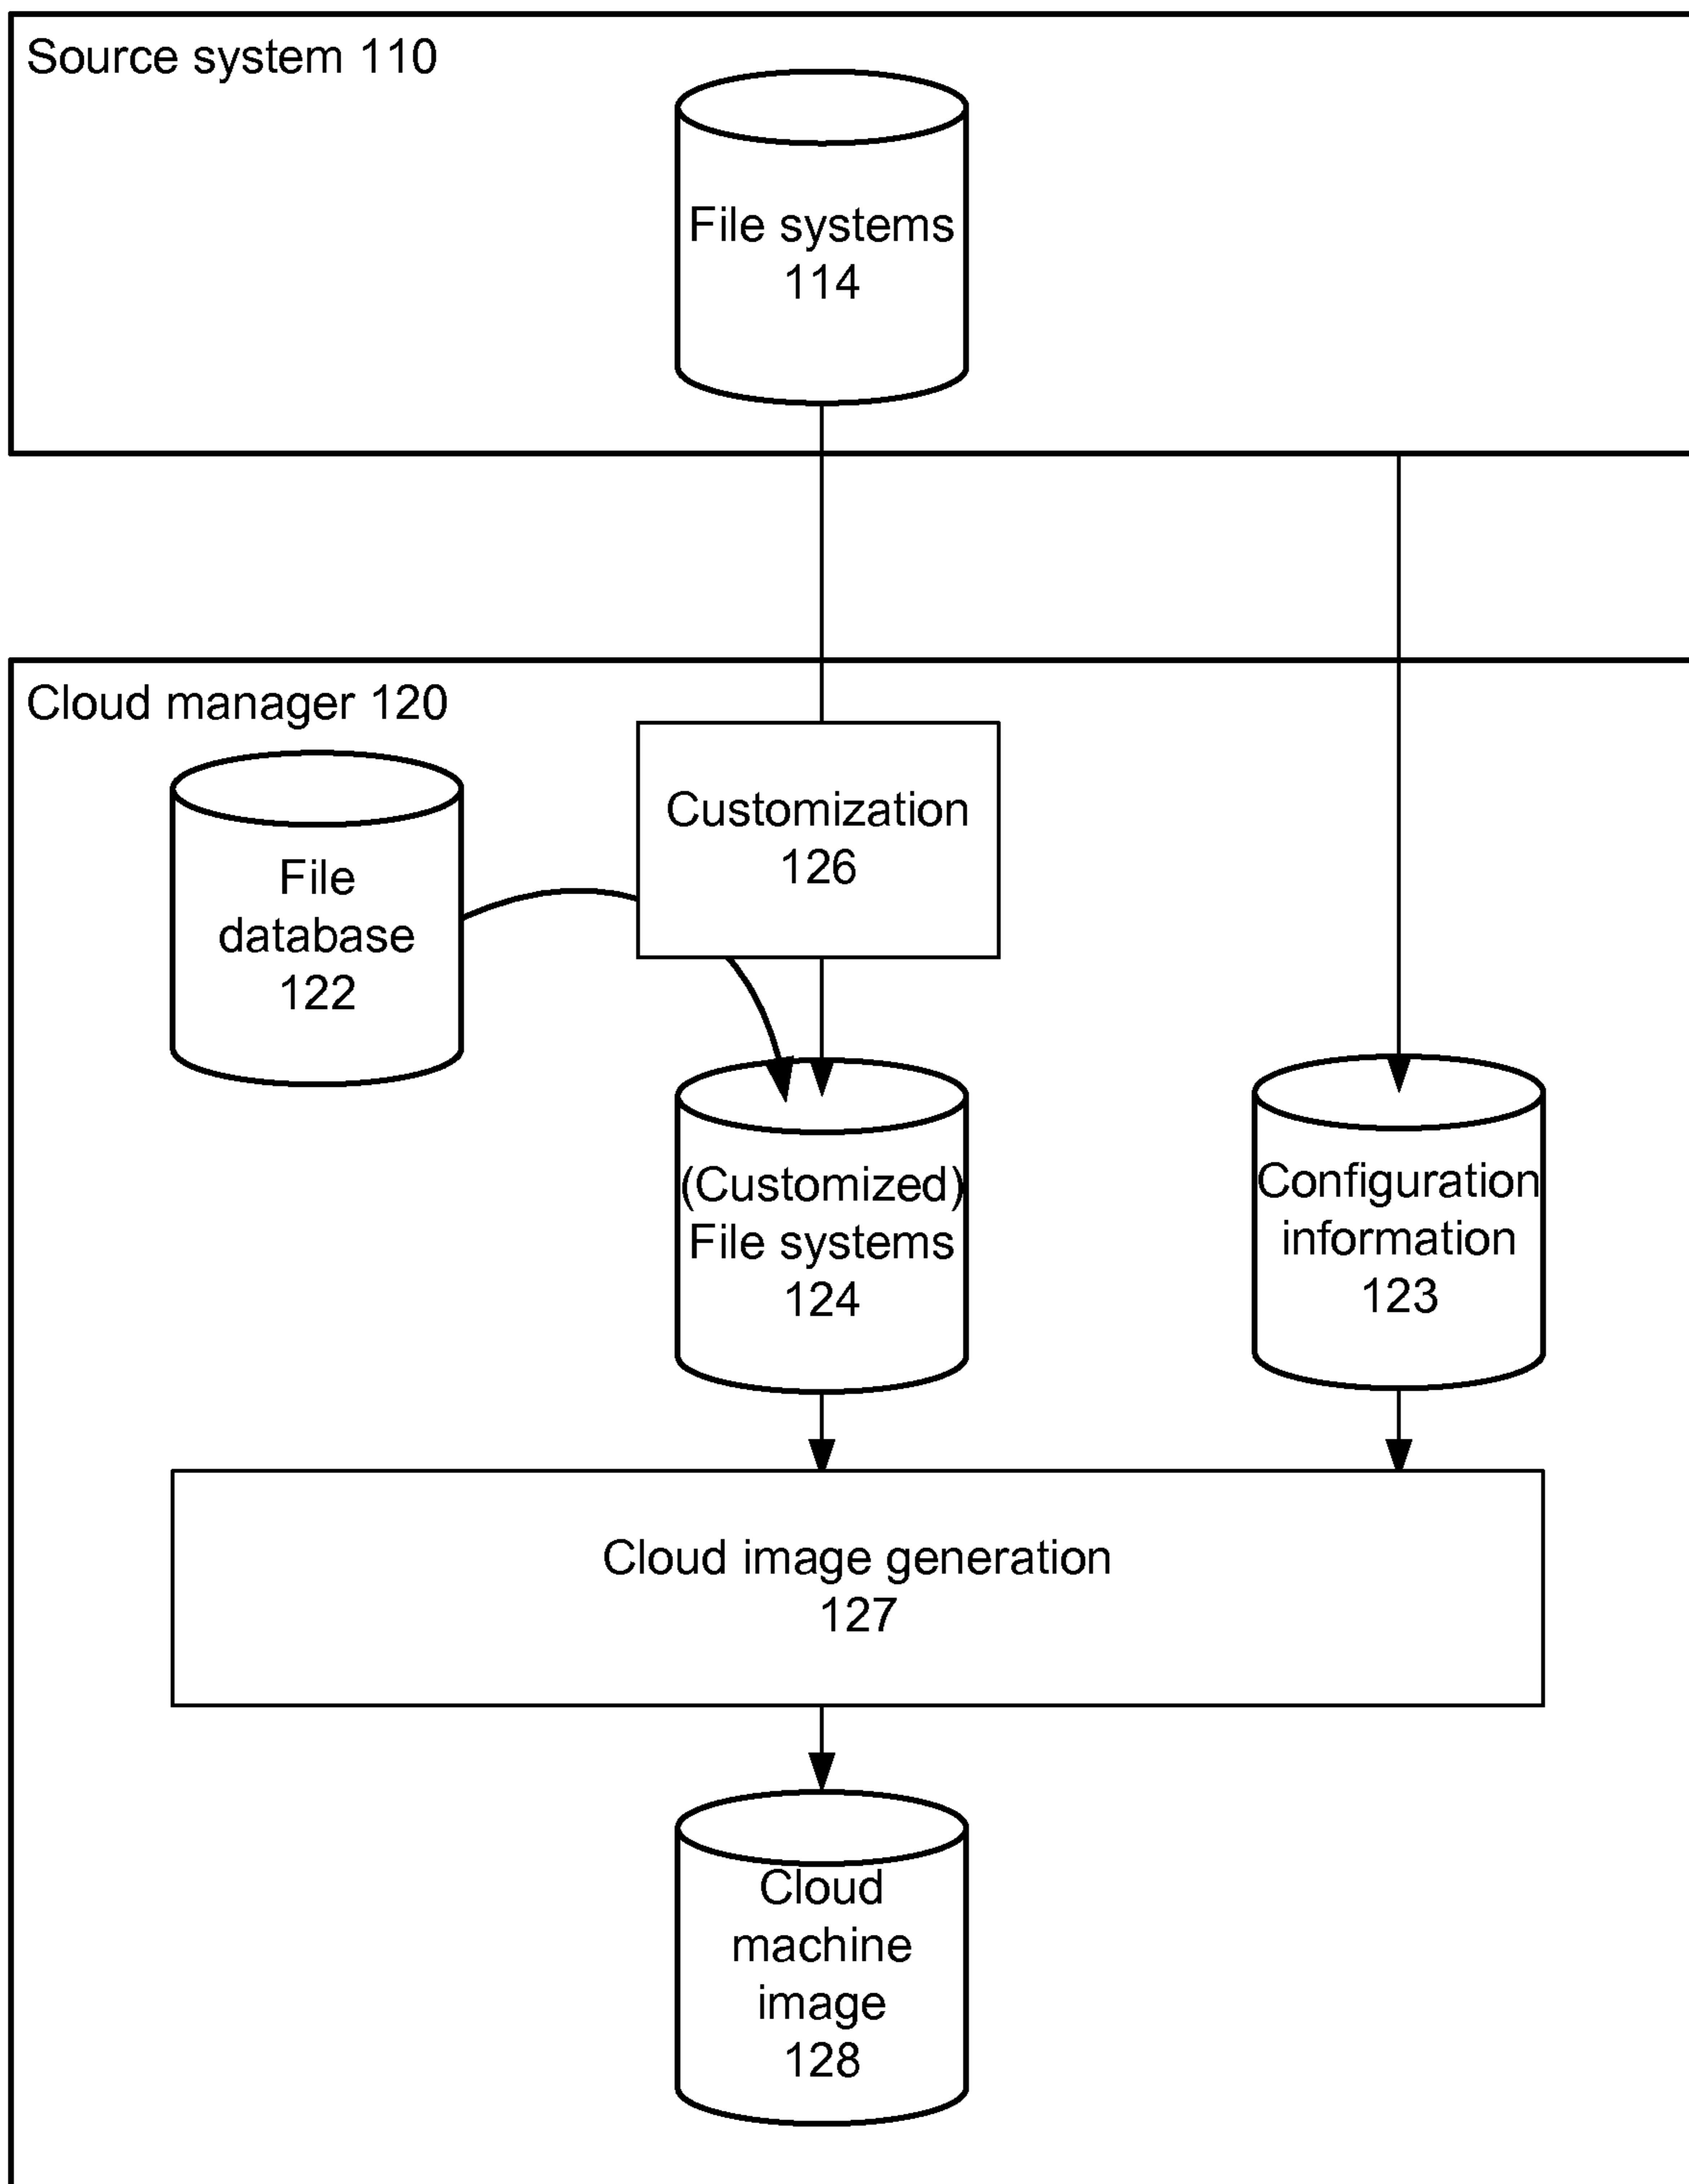 Source system 110
File systems
114
Cloud manager 120
Customization
126
File
database
122
(Customized)
File systems
124
Configuration
information
123
Cloud image generation
127
Cloud
machine
image
128